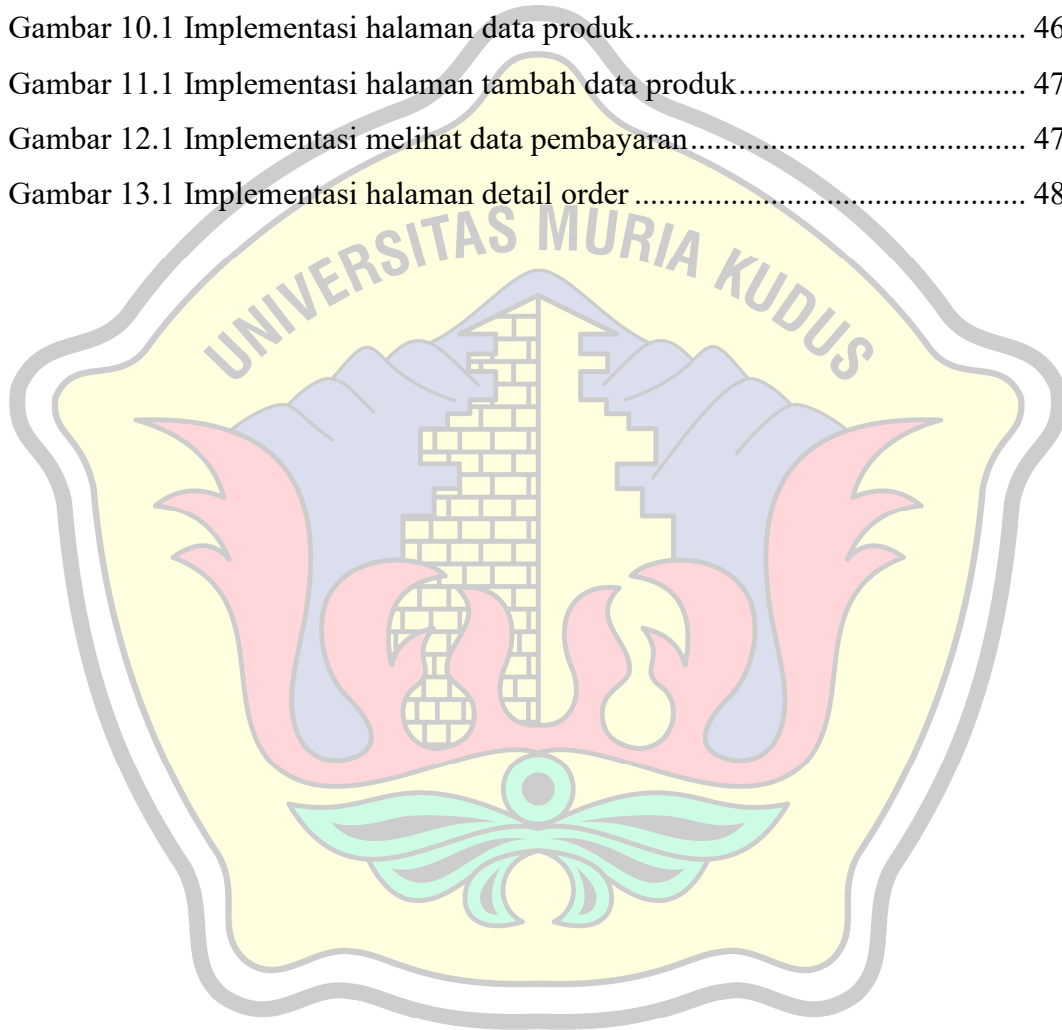 Gambar 10.1 Implementasi halaman data produk................................................ 46
Gambar 11.1 Implementasi halaman tambah data produk................................... 47
Gambar 12.1 Implementasi melihat data pembayaran......................................... 47
Gambar 13.1 Implementasi halaman detail order ................................................ 48
UNIVERSITAS MURIA KUDUS